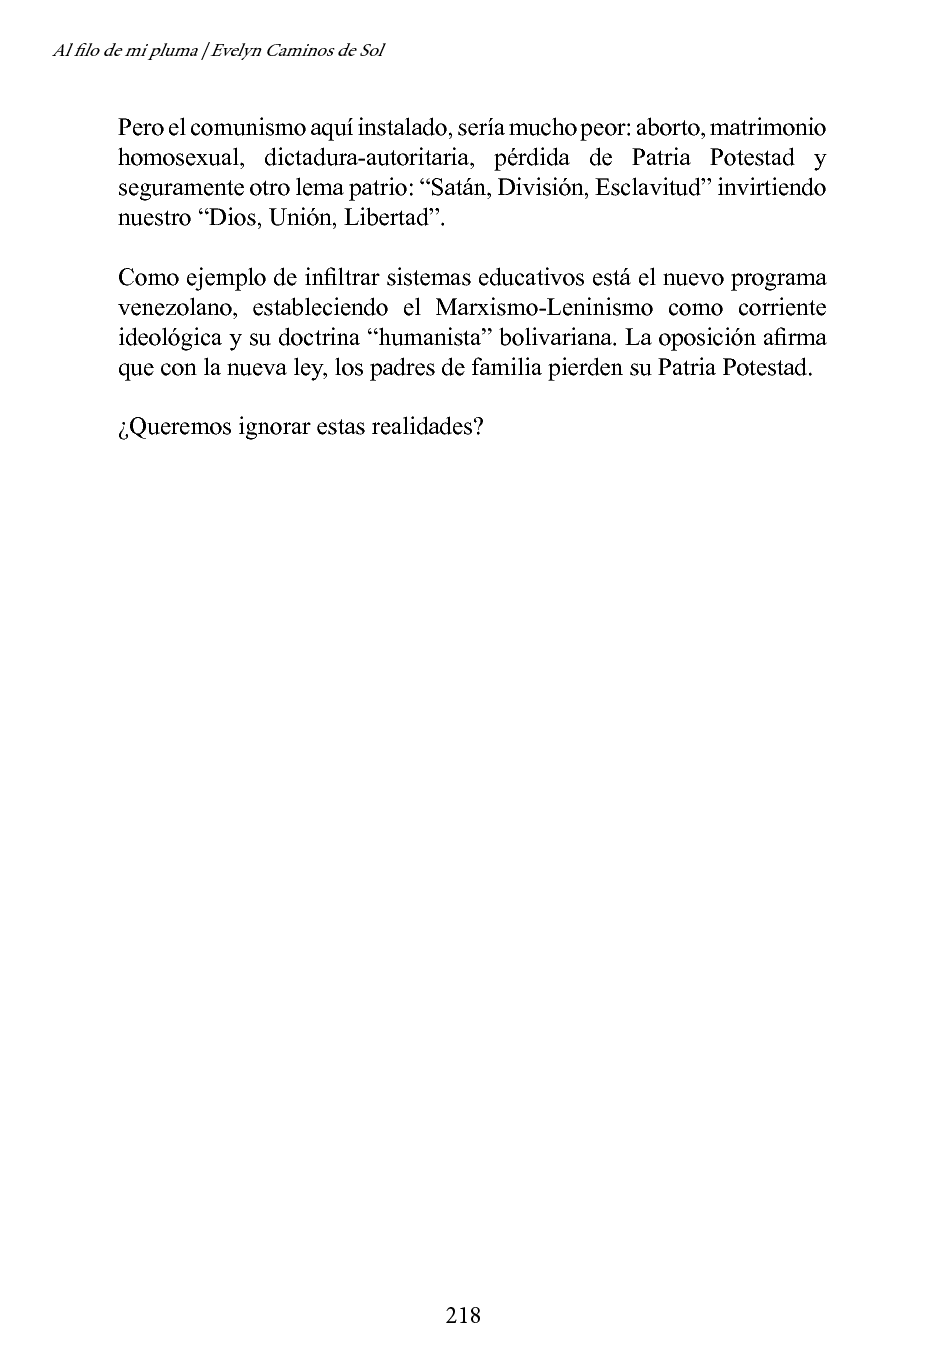 Al filo de mi pluma / Evelyn Caminos de Sol
Pero el comunismo aquí instalado, sería mucho peor: aborto, matrimonio
homosexual, dictadura-autoritaria, pérdida de Patria Potestad y
seguramente otro lema patrio: “Satán, División, Esclavitud” invirtiendo
nuestro “Dios, Unión, Libertad”.
Como ejemplo de infiltrar sistemas educativos está el nuevo programa
venezolano, estableciendo el Marxismo-Leninismo como corriente
ideológica y su doctrina “humanista” bolivariana. La oposición afirma
que con la nueva ley, los padres de familia pierden su Patria Potestad.
¿Queremos ignorar estas realidades?
218